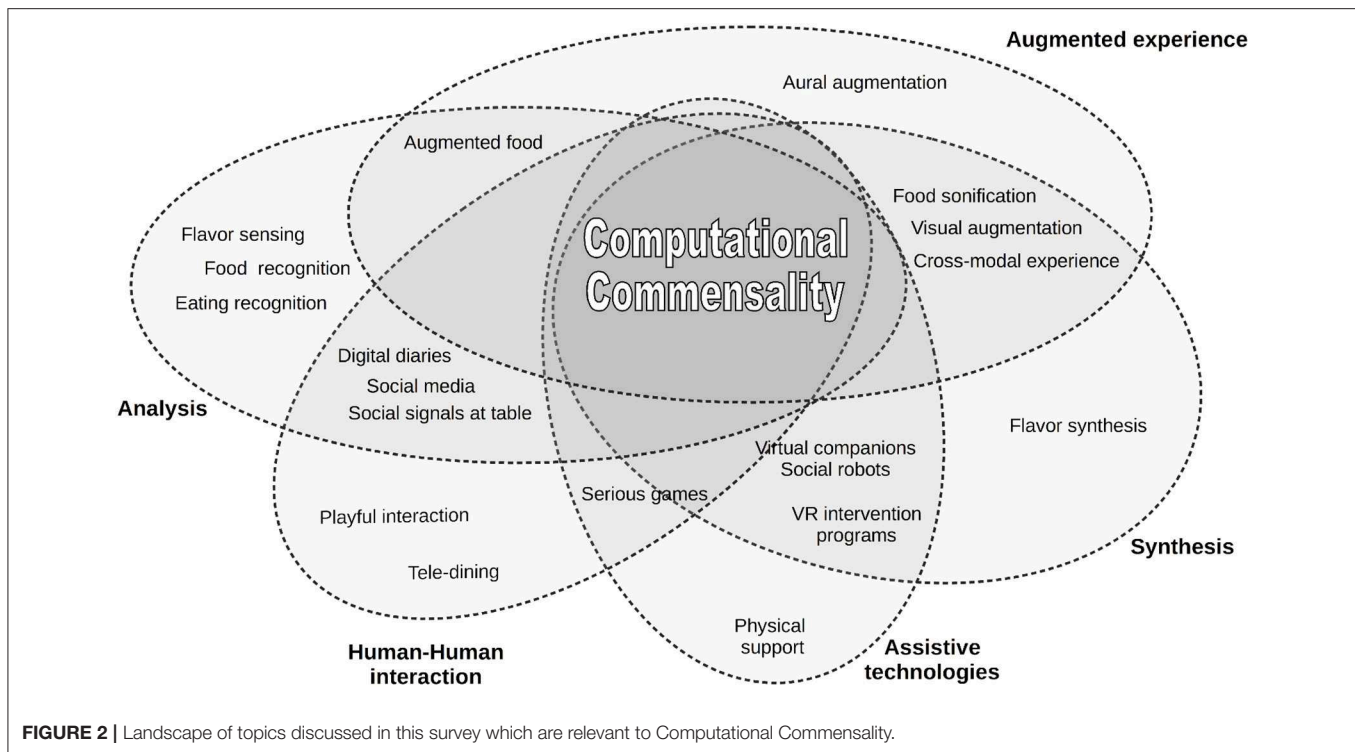 Augmented experience
Aural augmentation
Augmented food
Food sonification
Visual augmentation
Cross-modal experience
Flavor sensing
Food recognition
Eating recognition
Computational
Commensality
Digital diaries
Social media
Social signals at table
Analysis
Flavor synthesis
Virtual companions
Social robots
Serious games
VR intervention
programs
Playful interaction
Synthesis
Tele-dining
Physical
support
Human-Human
interaction
Assistive
technologies
FIGURE 2 | Landscape of topics discussed in this survey which are relevant to Computational Commensality.